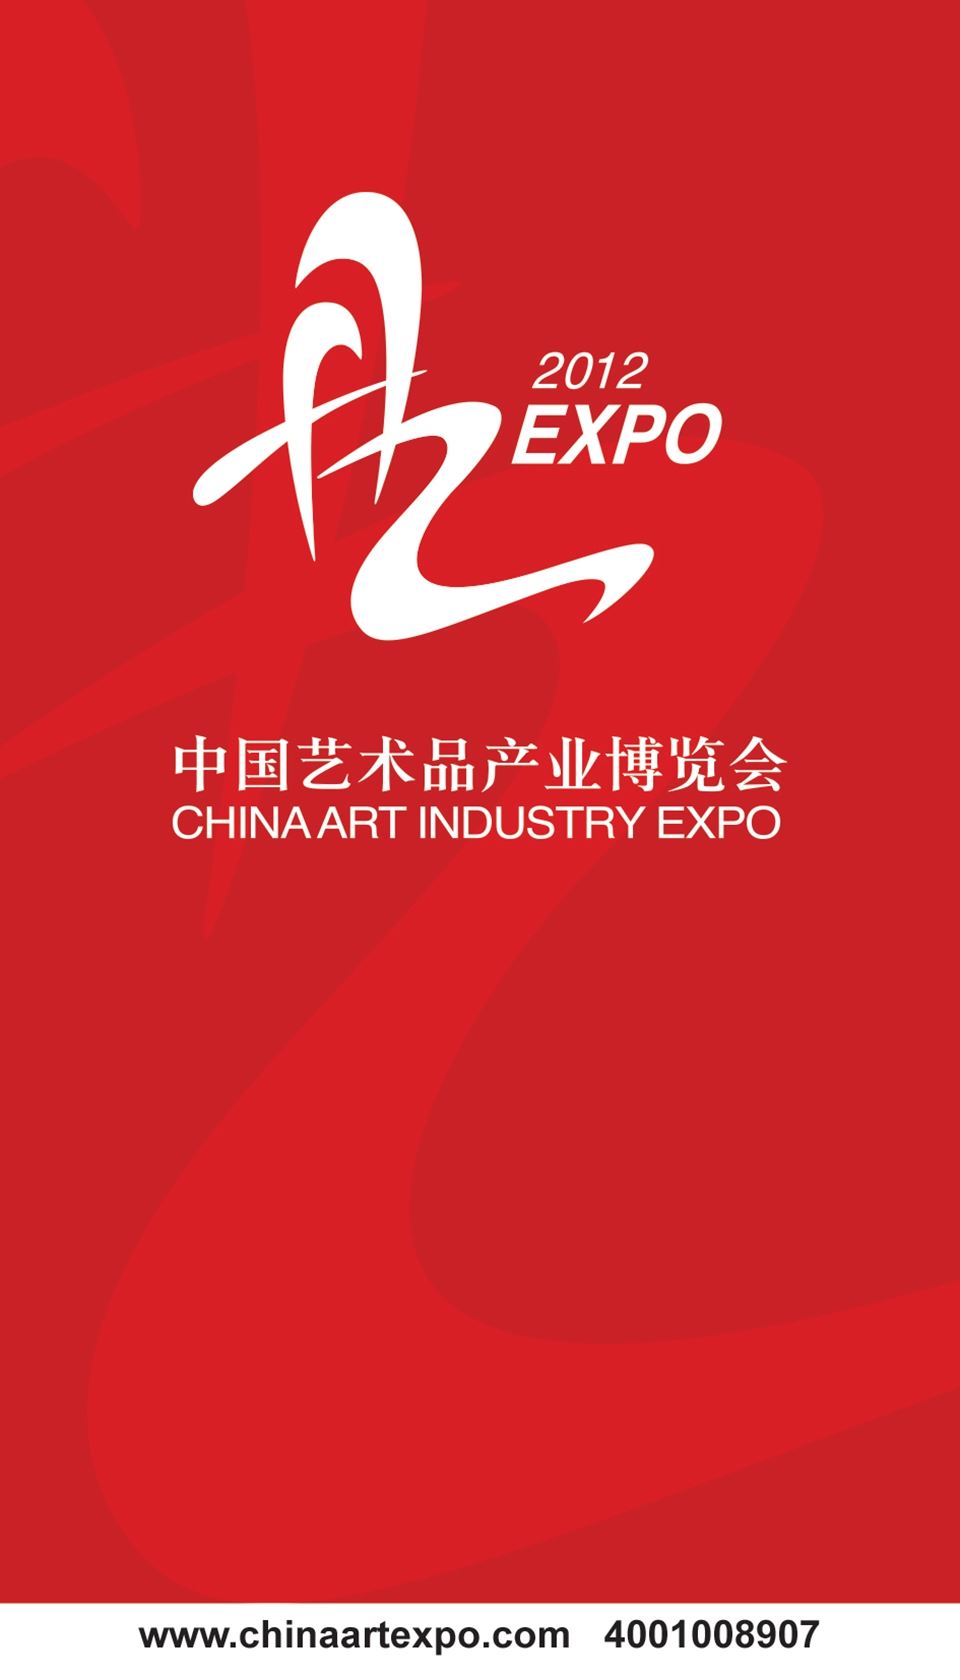 2012
EXPO
中国艺术品产业博览会
CHINA ART INDUSTRY EXPO
www.chinaartexpo.com 4001008907